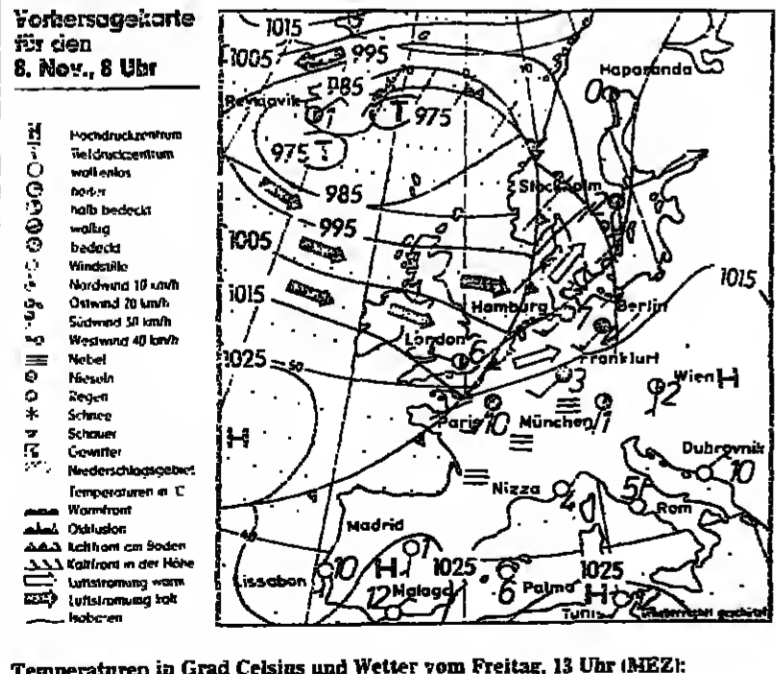 Vorhersagekarte
für den
8. Nov., 8 Uhr
H Hochdruckzentrum
T Tiefdruckzentrum
wolkenlos
heiter
halb bedeckt
wolkig
bedeckt
Windstille
Nordwind 10 km/h
Ostwind 20 km/h
Südwind 30 km/h
Westwind 40 km/h
Nebel
Nieseln
Regen
Schnee
Schauer
Gewitter
Niederschlagsgebiet
Temperaturen in °C
Warmfront
Okklusion
Kaltfront am Boden
Kaltfront in der Höhe
Luftströmung warm
Luftströmung kalt
Isobaren
1015
1005
995
985
Reykjavik
1
T 975
975 T
Haparanda
0
985
995
1005
1015
1025
Stockholm
1015
Hamburg
Berlin
London
6
Frankfurt
3
50
H
Wien H
2
Paris
10
München
1
Dubrovnik
10
Nizza
4
5
Rom
Madrid
1
40
Lissabon
10
H
1025
1025
Malaga
12
6
Palma
H
Tunis
Temperaturen in Grad Celsius und Wetter vom Freitag, 13 Uhr (MEZ):